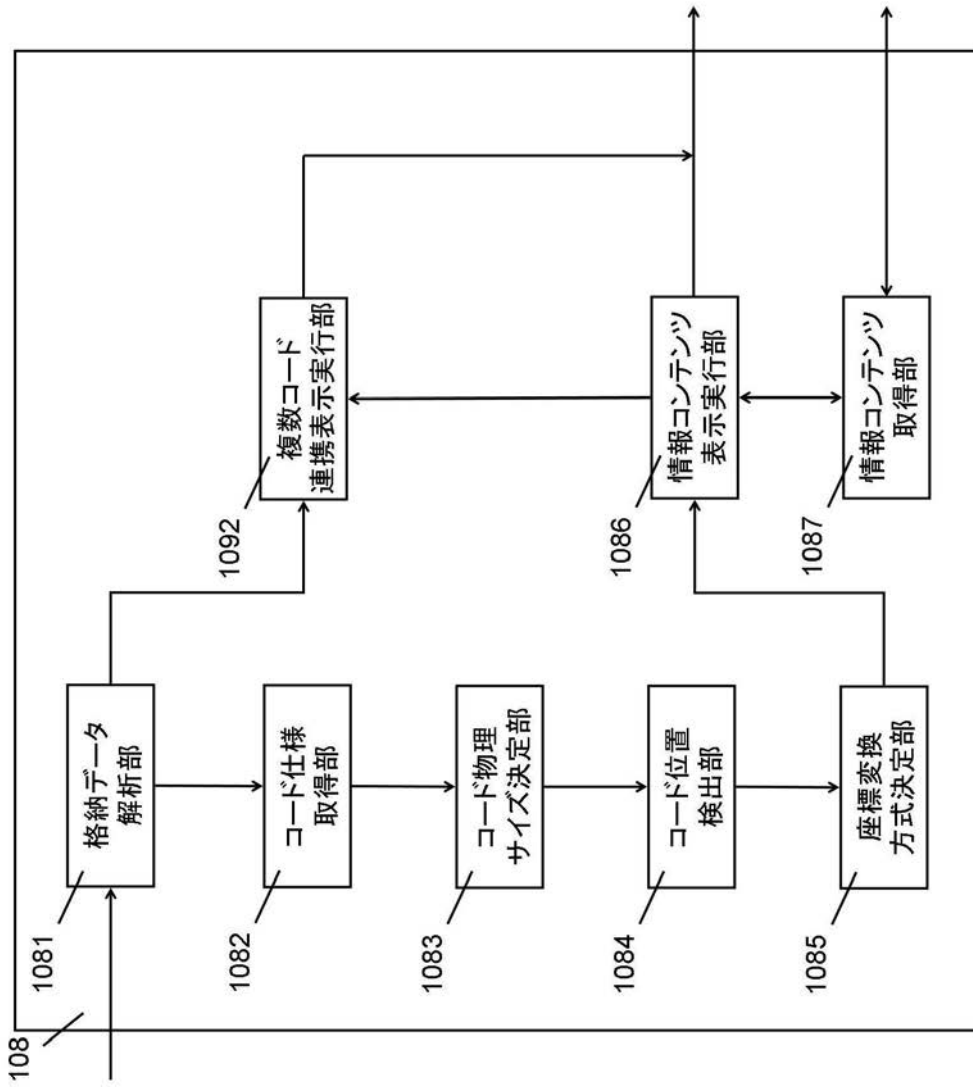 108
1081
格納データ
解析部
1082
コード仕様
取得部
1083
コード物理
サイズ決定部
1084
コード位置
検出部
1085
座標変換
方式決定部
1092
複数コード
連携表示実行部
1086
情報コンテンツ
表示実行部
1087
情報コンテンツ
取得部